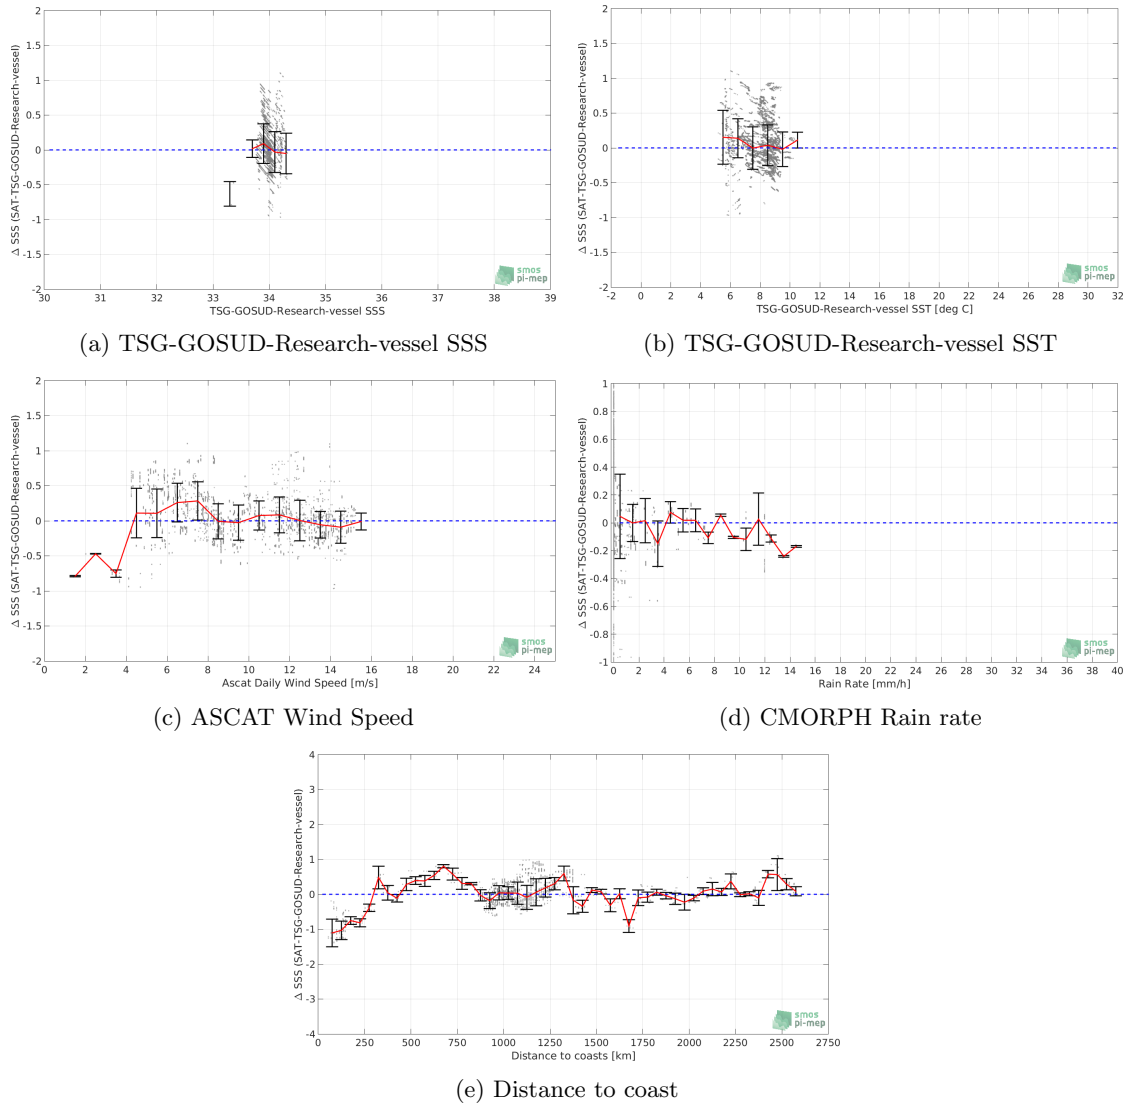 Δ SSS (SAT-TSG-GOSUD-Research-vessel)
2
1.5
1
0.5
0
-0.5
-1
-1.5
-2
30 31 32 33 34 35 36 37 38 39
TSG-GOSUD-Research-vessel SSS
smos
pi-mep
(a) TSG-GOSUD-Research-vessel SSS
Δ SSS (SAT-TSG-GOSUD-Research-vessel)
2
1.5
1
0.5
0
-0.5
-1
-1.5
-2
-2 0 2 4 6 8 10 12 14 16 18 20 22 24 26 28 30 32
TSG-GOSUD-Research-vessel SST [deg C]
smos
pi-mep
(b) TSG-GOSUD-Research-vessel SST
Δ SSS (SAT-TSG-GOSUD-Research-vessel)
2
1.5
1
0.5
0
-0.5
-1
-1.5
-2
0 2 4 6 8 10 12 14 16 18 20 22 24
Ascat Daily Wind Speed [m/s]
smos
pi-mep
(c) ASCAT Wind Speed
Δ SSS (SAT-TSG-GOSUD-Research-vessel)
1
0.8
0.6
0.4
0.2
0
-0.2
-0.4
-0.6
-0.8
-1
0 2 4 6 8 10 12 14 16 18 20 22 24 26 28 30 32 34 36 38 40
Rain Rate [mm/h]
smos
pi-mep
(d) CMORPH Rain rate
Δ SSS (SAT-TSG-GOSUD-Research-vessel)
4
3
2
1
0
-1
-2
-3
-4
0 250 500 750 1000 1250 1500 1750 2000 2250 2500 2750
Distance to coasts [km]
smos
pi-mep
(e) Distance to coast